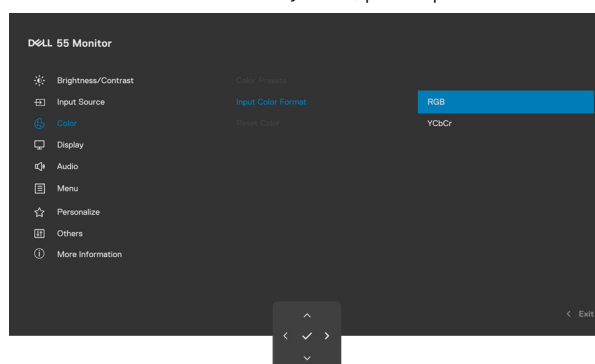 DELL 55 Monitor
Brightness/Contrast
Color Presets
Input Source
Input Color Format
RGB
Color
Reset Color
YCbCr
Display
Audio
Menu
Personalize
Others
More Information
Exit